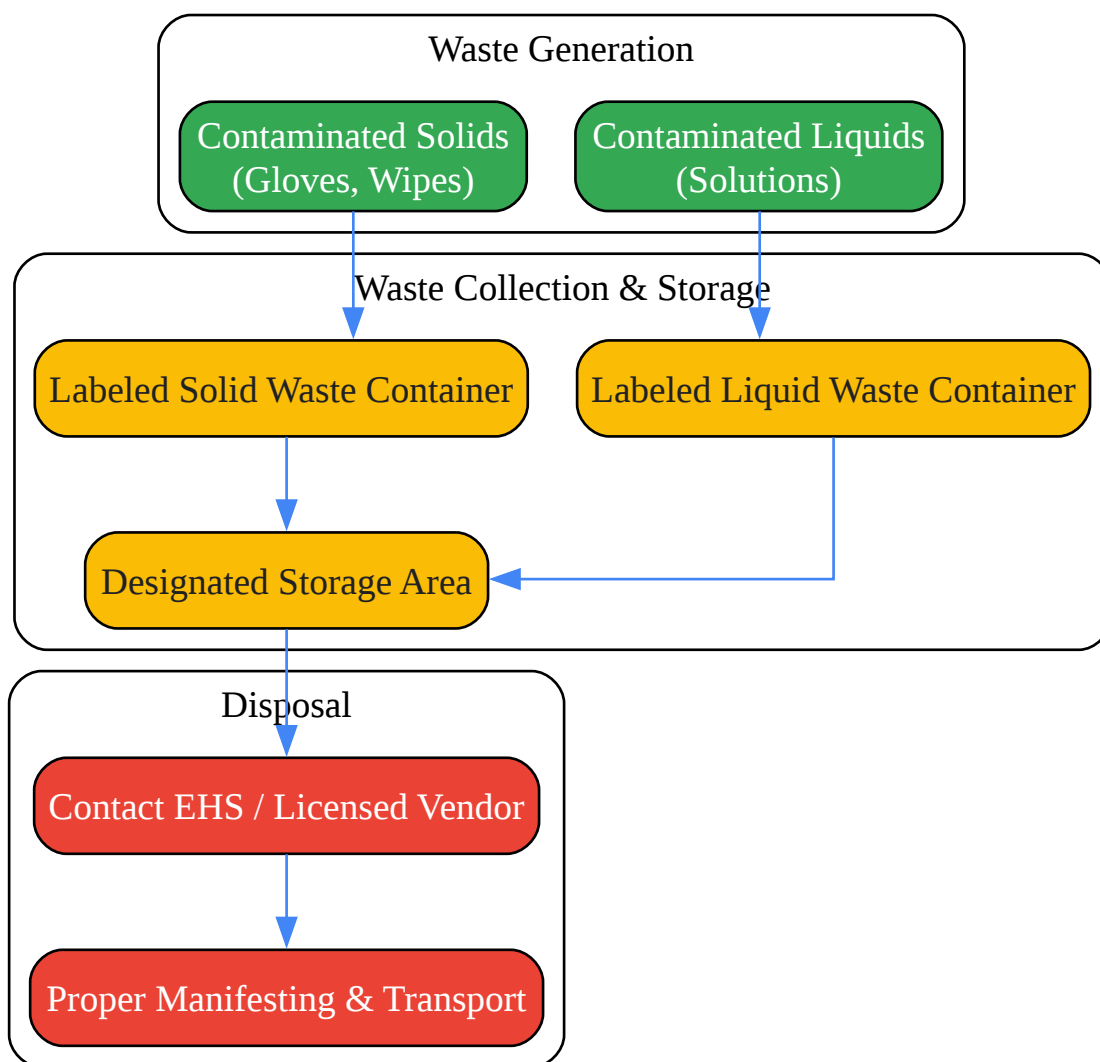 Waste Generation
Contaminated Solids
(Gloves, Wipes)
Contaminated Liquids
(Solutions)
Waste Collection & Storage
Labeled Solid Waste Container
Labeled Liquid Waste Container
Designated Storage Area
Disposal
Contact EHS / Licensed Vendor
Proper Manifesting & Transport